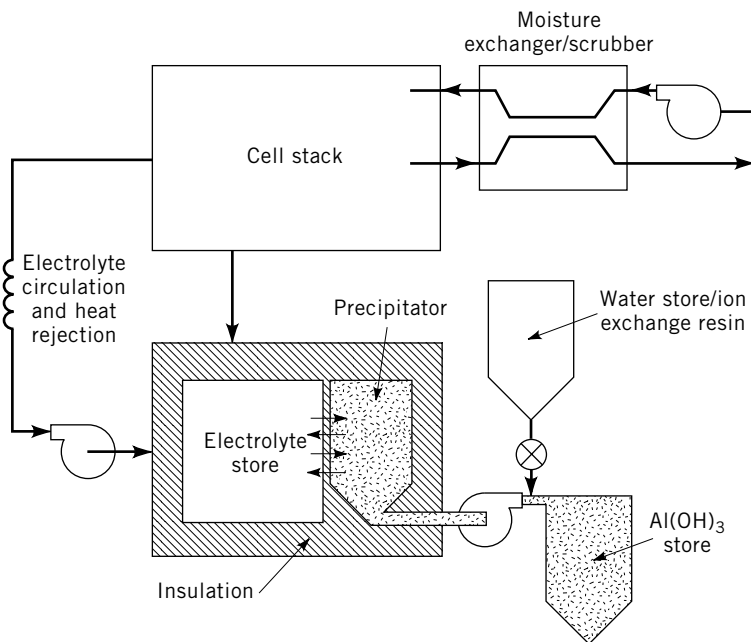 Moisture
exchanger/scrubber
Cell stack
Electrolyte
circulation
and heat
rejection
Precipitator
Water store/ion
exchange resin
Electrolyte
store
Al(OH)₃
store
Insulation